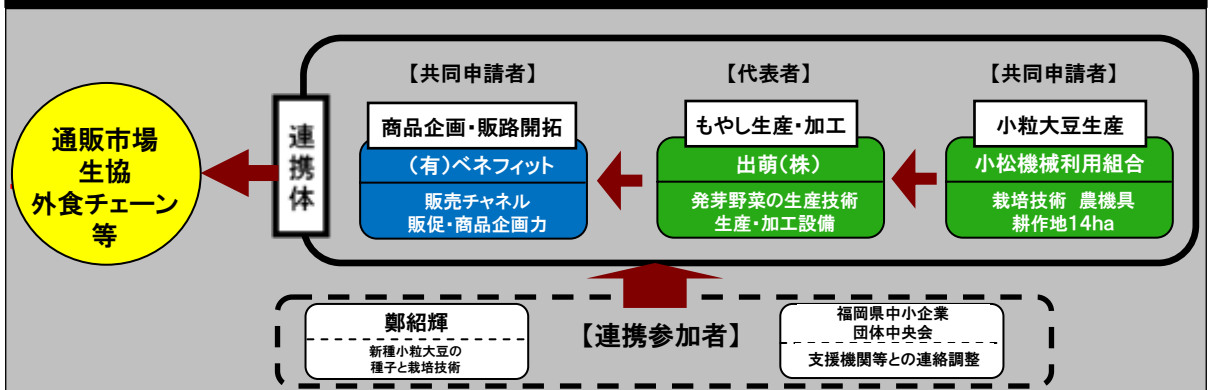 【共同申請者】
【代表者】
【共同申請者】
通販市場
生協
外食チェーン
等
連携体
商品企画・販路開拓
(有)ベネフィット
販売チャネル
販促・商品企画力
もやし生産・加工
出萌(株)
発芽野菜の生産技術
生産・加工設備
小粒大豆生産
小松機械利用組合
栽培技術 農機具
耕作地14ha
鄭紹輝
新種小粒大豆の
種子と栽培技術
【連携参加者】
福岡県中小企業
団体中央会
支援機関等との連絡調整